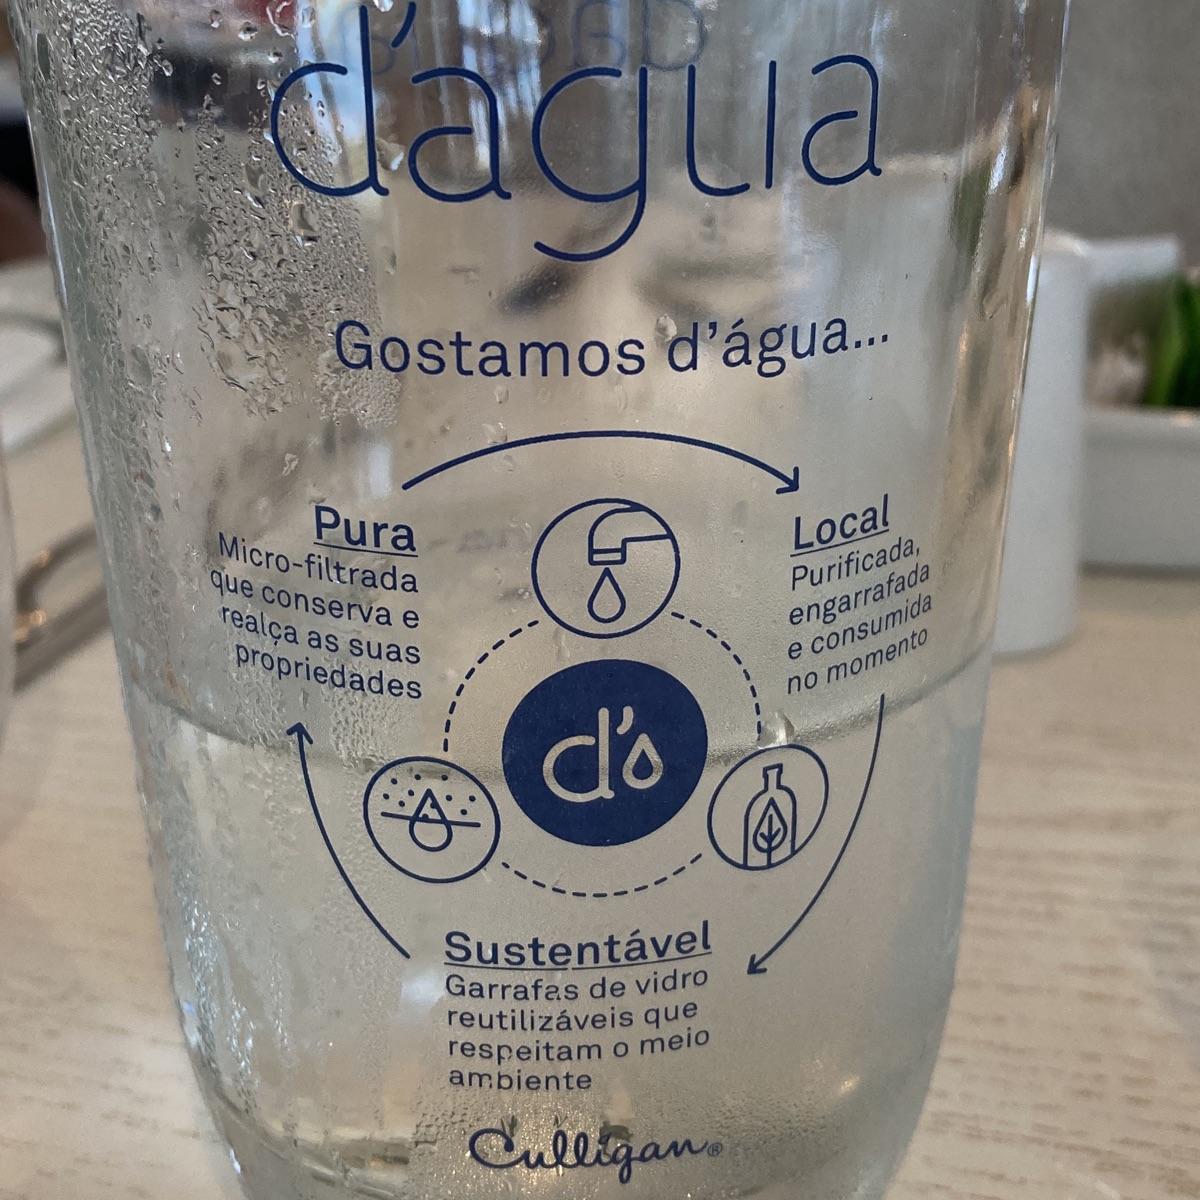 d'agua
Gostamos d'água...
Pura
Micro-filtrada
que conserva e
realça as suas
propriedades
Local
Purificada,
engarrafada
e consumida
no momento
d'
Sustentável
Garrafas de vidro
reutilizáveis que
respeitam o meio
ambiente
Culligan®